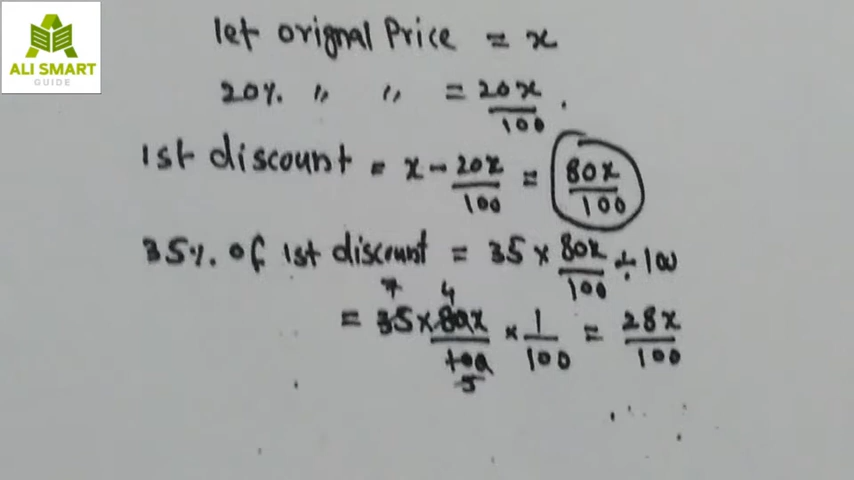 ALI SMART
GUIDE
let orignal Price = x
20% " " = 20x/100.
1st discount = x - 20x/100 = 80x/100
35% of 1st discount = 35 × 80x/100 ÷ 100
7 4
= 35 × 80x/100 × 1/100 = 28x/100
5